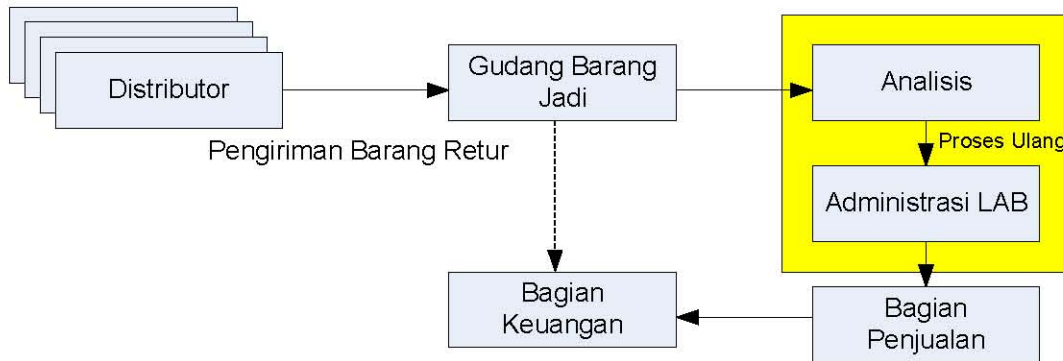 Distributor
Gudang Barang
Jadi
Analisis
Pengiriman Barang Retur
Proses Ulang
Administrasi LAB
Bagian
Keuangan
Bagian
Penjualan